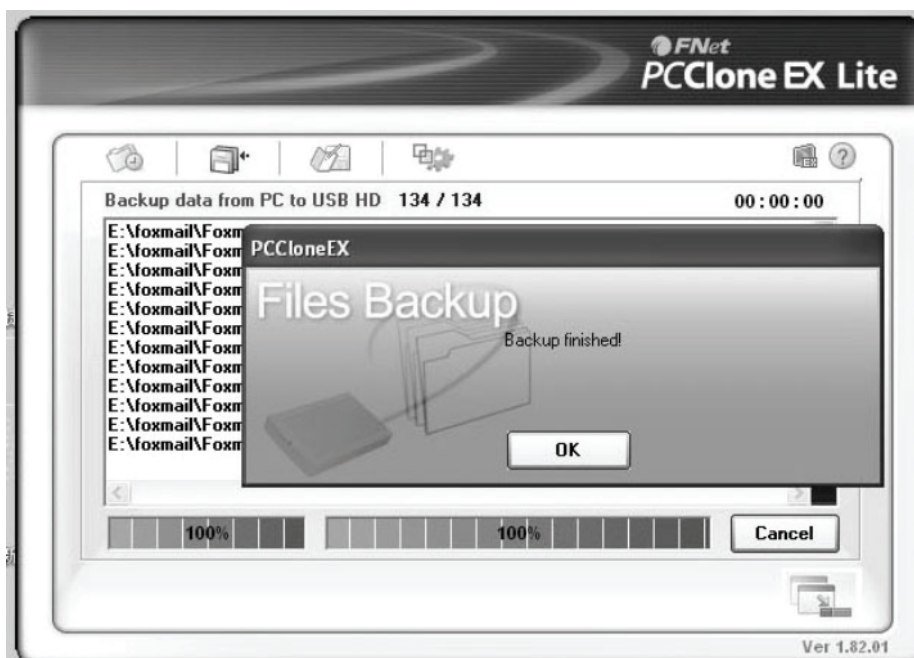 FNet
PCClone EX Lite
Backup data from PC to USB HD 134 / 134 00:00:00
E:\foxmail\Foxm
E:\foxmail\Foxm
E:\foxmail\Foxm
E:\foxmail\Foxm
E:\foxmail\Foxm
E:\foxmail\Foxm
E:\foxmail\Foxm
E:\foxmail\Foxm
E:\foxmail\Foxm
E:\foxmail\Foxm
E:\foxmail\Foxm
E:\foxmail\Foxm
PCCloneEX
Files Backup
Backup finished!
OK
100% 100% Cancel
Ver 1.82.01